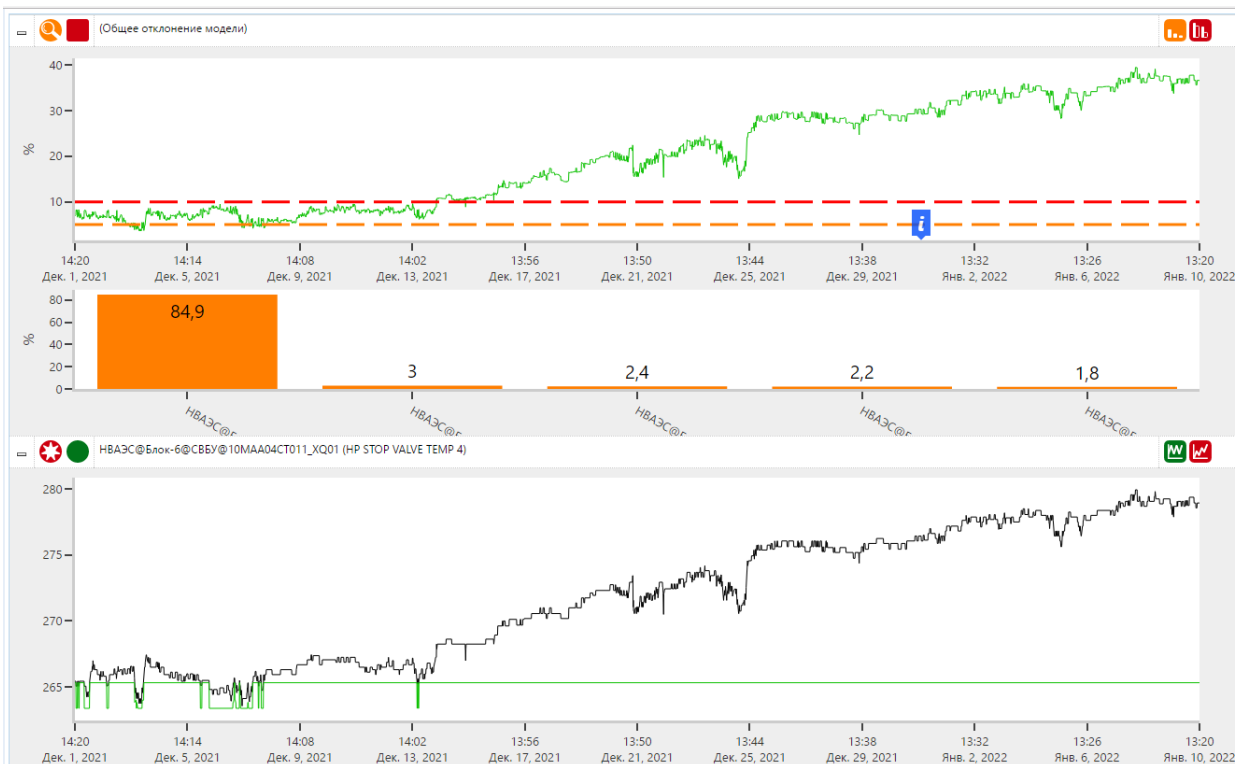 (Общее отклонение модели)
40
30
20
10
%
14:20 14:14 14:08 14:02 13:56 13:50 13:44 13:38 13:32 13:26 13:20
Дек. 1, 2021 Дек. 5, 2021 Дек. 9, 2021 Дек. 13, 2021 Дек. 17, 2021 Дек. 21, 2021 Дек. 25, 2021 Дек. 29, 2021 Янв. 2, 2022 Янв. 6, 2022 Янв. 10, 2022
80
60
40
20
0
%
84,9 3 2,4 2,2 1,8
НВАЭС@Б НВАЭС@Б НВАЭС@Б НВАЭС@Б НВАЭС@Б
НВАЭС@Блок-6@СВБУ@10MAA04CT011_XQ01 (HP STOP VALVE TEMP 4)
280
275
270
265
14:20 14:14 14:08 14:02 13:56 13:50 13:44 13:38 13:32 13:26 13:20
Дек. 1, 2021 Дек. 5, 2021 Дек. 9, 2021 Дек. 13, 2021 Дек. 17, 2021 Дек. 21, 2021 Дек. 25, 2021 Дек. 29, 2021 Янв. 2, 2022 Янв. 6, 2022 Янв. 10, 2022